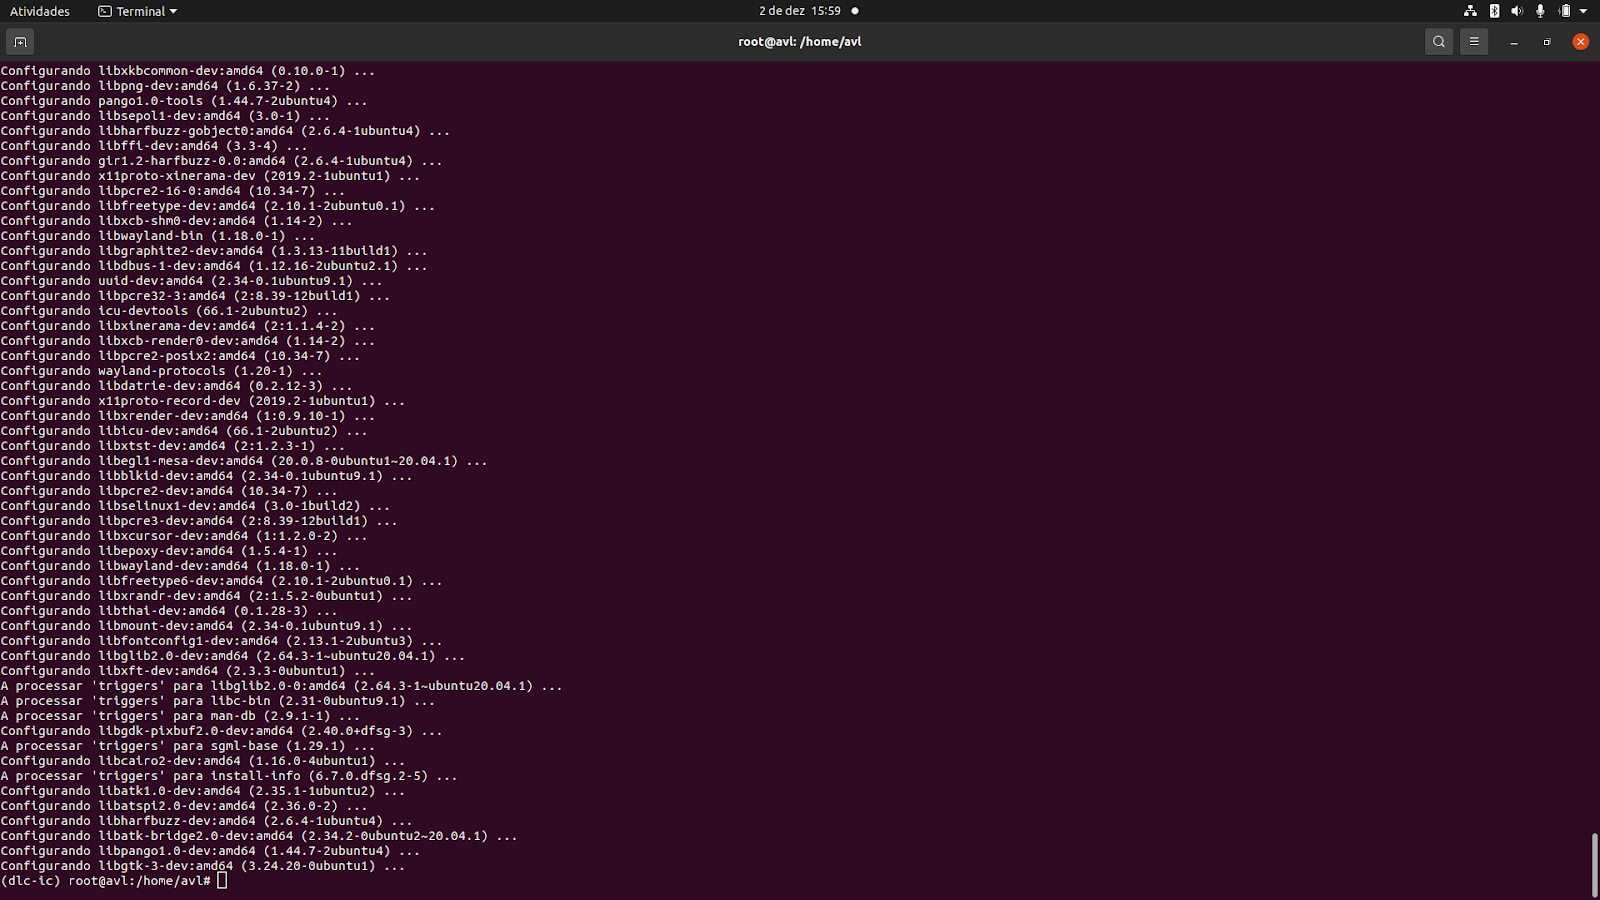 Atividades
Terminal
2 de dez 15:59
root@avl: /home/avl
Configurando libxkbcommon-dev:amd64 (0.10.0-1) ...
Configurando libpng-dev:amd64 (1.6.37-2) ...
Configurando pango1.0-tools (1.44.7-2ubuntu4) ...
Configurando libsepol1-dev:amd64 (3.0-1) ...
Configurando libharfbuzz-gobject0:amd64 (2.6.4-1ubuntu4) ...
Configurando libffi-dev:amd64 (3.3-4) ...
Configurando gir1.2-harfbuzz-0.0:amd64 (2.6.4-1ubuntu4) ...
Configurando x11proto-xinerama-dev (2019.2-1ubuntu1) ...
Configurando libpcre2-16-0:amd64 (10.34-7) ...
Configurando libfreetype-dev:amd64 (2.10.1-2ubuntu0.1) ...
Configurando libxcb-shm0-dev:amd64 (1.14-2) ...
Configurando libwayland-bin (1.18.0-1) ...
Configurando libgraphite2-dev:amd64 (1.3.13-11build1) ...
Configurando libdbus-1-dev:amd64 (1.12.16-2ubuntu2.1) ...
Configurando uuid-dev:amd64 (2.34-0.1ubuntu9.1) ...
Configurando libpcre32-3:amd64 (2:8.39-12build1) ...
Configurando icu-devtools (66.1-2ubuntu2) ...
Configurando libxinerama-dev:amd64 (2:1.1.4-2) ...
Configurando libxcb-render0-dev:amd64 (1.14-2) ...
Configurando libpcre2-posix2:amd64 (10.34-7) ...
Configurando wayland-protocols (1.20-1) ...
Configurando libdatrie-dev:amd64 (0.2.12-3) ...
Configurando x11proto-record-dev (2019.2-1ubuntu1) ...
Configurando libxrender-dev:amd64 (1:0.9.10-1) ...
Configurando libicu-dev:amd64 (66.1-2ubuntu2) ...
Configurando libxtst-dev:amd64 (2:1.2.3-1) ...
Configurando libegl1-mesa-dev:amd64 (20.0.8-0ubuntu1~20.04.1) ...
Configurando libblkid-dev:amd64 (2.34-0.1ubuntu9.1) ...
Configurando libpcre2-dev:amd64 (10.34-7) ...
Configurando libselinux1-dev:amd64 (3.0-1build2) ...
Configurando libpcre3-dev:amd64 (2:8.39-12build1) ...
Configurando libxcursor-dev:amd64 (1:1.2.0-2) ...
Configurando libepoxy-dev:amd64 (1.5.4-1) ...
Configurando libwayland-dev:amd64 (1.18.0-1) ...
Configurando libfreetype6-dev:amd64 (2.10.1-2ubuntu0.1) ...
Configurando libxrandr-dev:amd64 (2:1.5.2-0ubuntu1) ...
Configurando libthai-dev:amd64 (0.1.28-3) ...
Configurando libmount-dev:amd64 (2.34-0.1ubuntu9.1) ...
Configurando libfontconfig1-dev:amd64 (2.13.1-2ubuntu3) ...
Configurando libglib2.0-dev:amd64 (2.64.3-1~ubuntu20.04.1) ...
Configurando libxft-dev:amd64 (2.3.3-0ubuntu1) ...
A processar 'triggers' para libglib2.0-0:amd64 (2.64.3-1~ubuntu20.04.1) ...
A processar 'triggers' para libc-bin (2.31-0ubuntu9.1) ...
A processar 'triggers' para man-db (2.9.1-1) ...
Configurando libgdk-pixbuf2.0-dev:amd64 (2.40.0+dfsg-3) ...
A processar 'triggers' para sgml-base (1.29.1) ...
Configurando libcairo2-dev:amd64 (1.16.0-4ubuntu1) ...
A processar 'triggers' para install-info (6.7.0.dfsg.2-5) ...
Configurando libatk1.0-dev:amd64 (2.35.1-1ubuntu2) ...
Configurando libatspi2.0-dev:amd64 (2.36.0-2) ...
Configurando libharfbuzz-dev:amd64 (2.6.4-1ubuntu4) ...
Configurando libatk-bridge2.0-dev:amd64 (2.34.2-0ubuntu2~20.04.1) ...
Configurando libpango1.0-dev:amd64 (1.44.7-2ubuntu4) ...
Configurando libgtk-3-dev:amd64 (3.24.20-0ubuntu1) ...
(dlc-ic) root@avl:/home/avl#